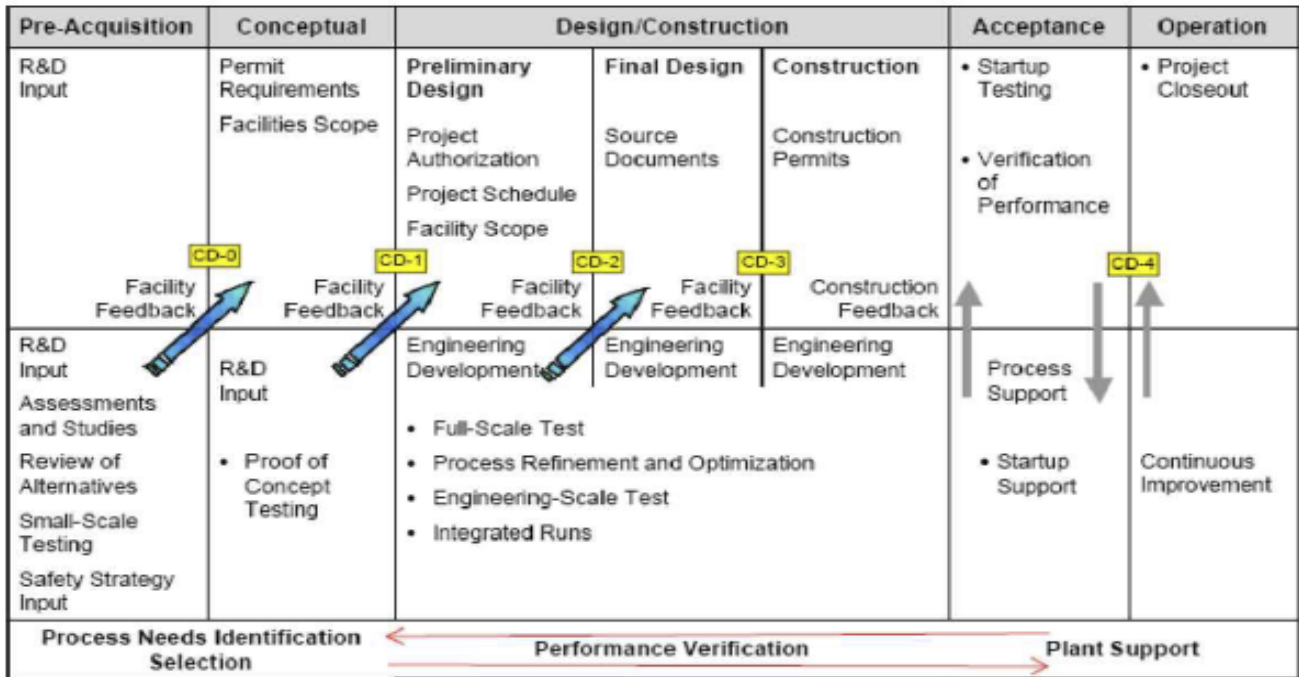 Pre-Acquisition
Conceptual
Design/Construction
Acceptance
Operation
R&D
Input
Permit
Requirements
Facilities Scope
Preliminary
Design
Project
Authorization
Project Schedule
Facility Scope
Final Design
Source
Documents
Construction
Construction
Permits
• Startup
Testing
• Verification
of
Performance
• Project
Closeout
CD-0
CD-1
CD-2
CD-3
CD-4
Facility
Feedback
Facility
Feedback
Facility
Feedback
Facility
Feedback
Construction
Feedback
R&D
Input
Assessments
and Studies
Review of
Alternatives
Small-Scale
Testing
Safety Strategy
Input
R&D
Input
• Proof of
Concept
Testing
Engineering
Development
Engineering
Development
Engineering
Development
• Full-Scale Test
• Process Refinement and Optimization
• Engineering-Scale Test
• Integrated Runs
Process
Support
• Startup
Support
Continuous
Improvement
Process Needs Identification
Selection
Performance Verification
Plant Support